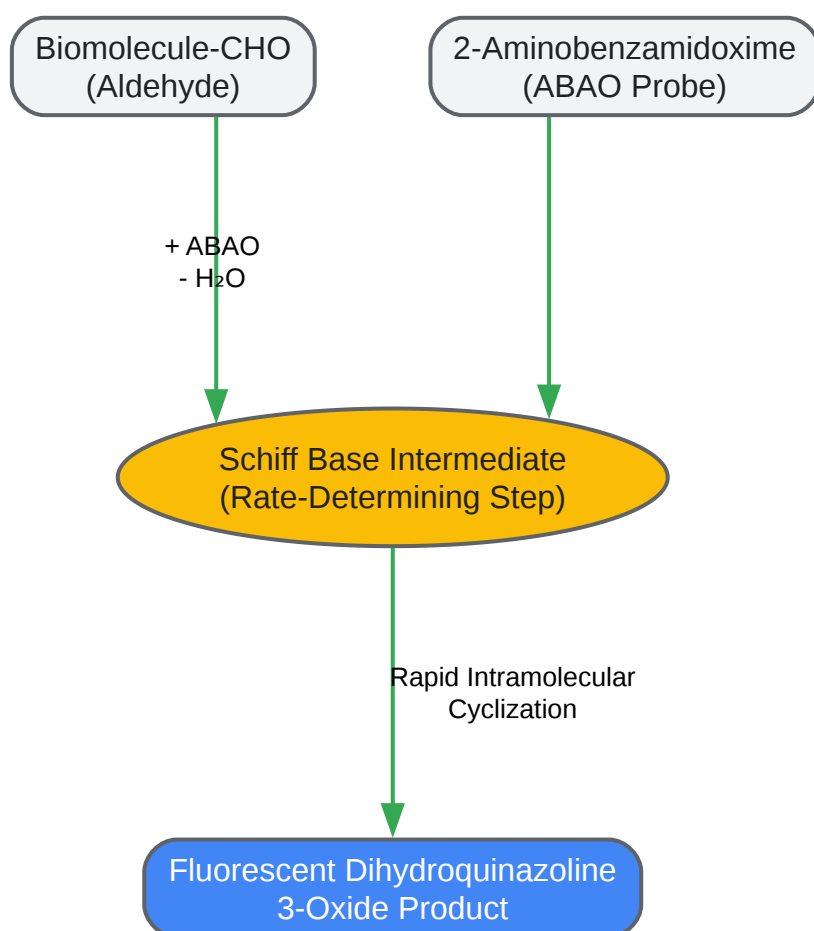 Biomolecule-CHO
(Aldehyde)
2-Aminobenzamidoxime
(ABAO Probe)
+ ABAO
- H₂O
Schiff Base Intermediate
(Rate-Determining Step)
Rapid Intramolecular
Cyclization
Fluorescent Dihydroquinazoline
3-Oxide Product